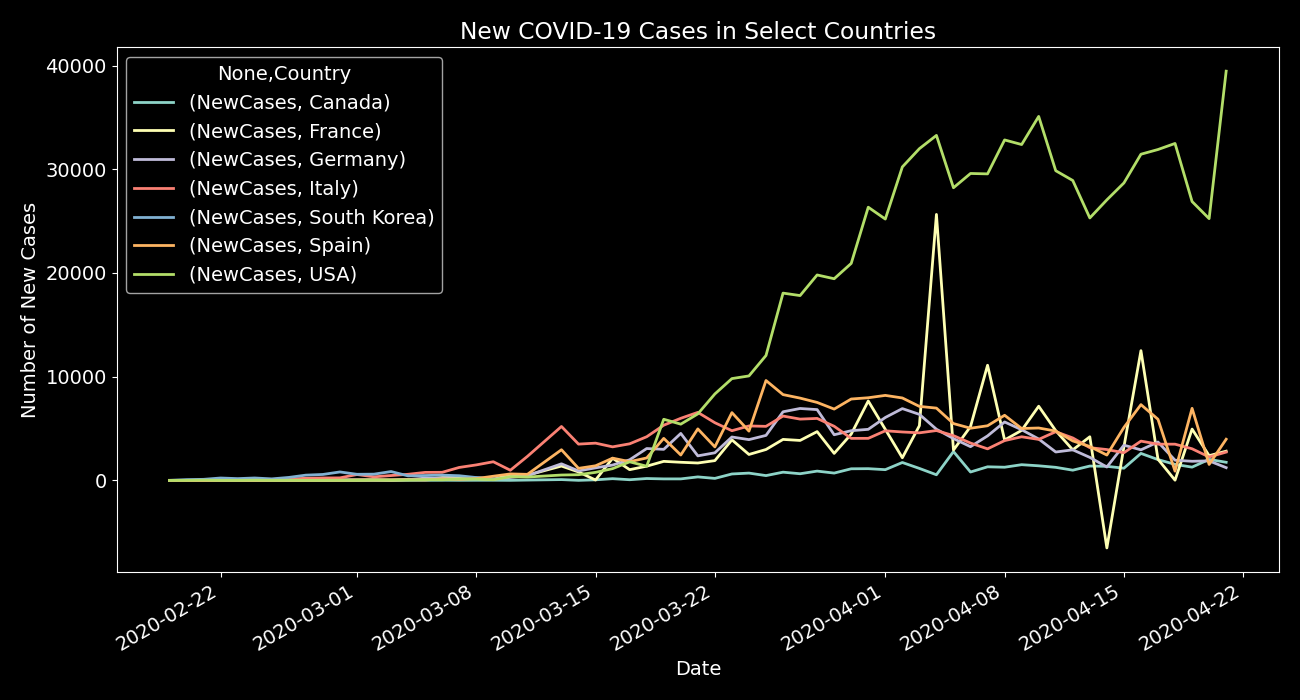 New COVID-19 Cases in Select Countries
None,Country
(NewCases, Canada)
(NewCases, France)
(NewCases, Germany)
(NewCases, Italy)
(NewCases, South Korea)
(NewCases, Spain)
(NewCases, USA)
Number of New Cases
40000
30000
20000
10000
0
2020-02-22
2020-03-01
2020-03-08
2020-03-15
2020-03-22
2020-04-01
2020-04-08
2020-04-15
2020-04-22
Date